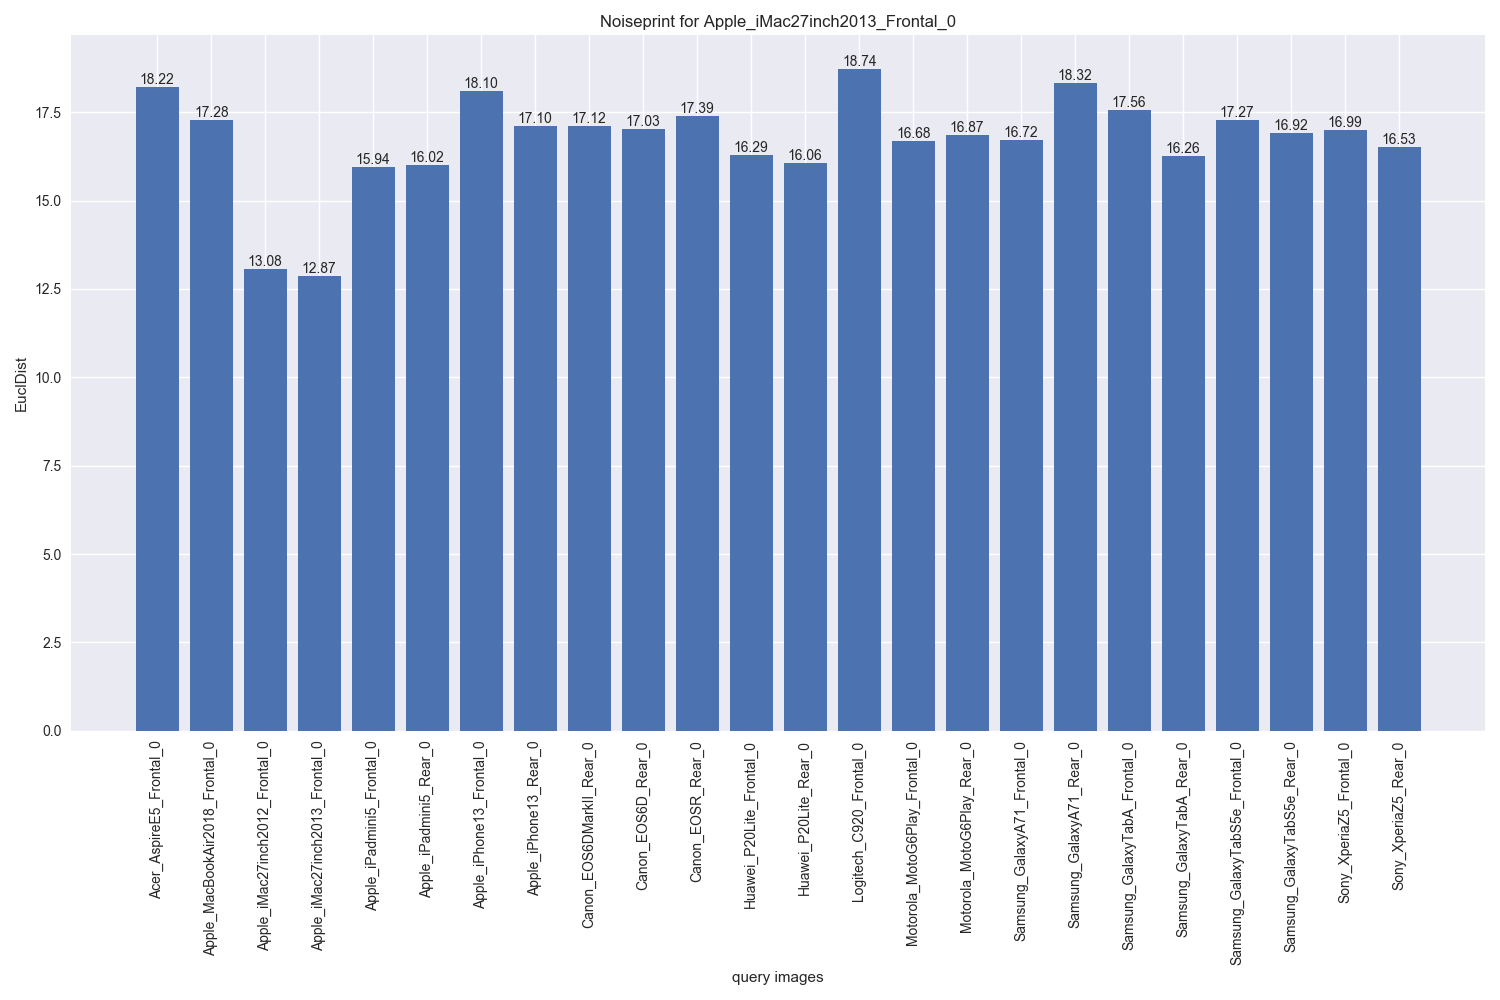 Noiseprint for Apple_iMac27inch2013_Frontal_0
EuclDist
17.5
15.0
12.5
10.0
7.5
5.0
2.5
0.0
18.22
17.28
13.08
12.87
15.94
16.02
18.10
17.10
17.12
17.03
17.39
16.29
16.06
18.74
16.68
16.87
16.72
18.32
17.56
16.26
17.27
16.92
16.99
16.53
Acer_AspireE5_Frontal_0
Apple_MacBookAir2018_Frontal_0
Apple_iMac27inch2012_Frontal_0
Apple_iMac27inch2013_Frontal_0
Apple_iPadmini5_Frontal_0
Apple_iPadmini5_Rear_0
Apple_iPhone13_Frontal_0
Apple_iPhone13_Rear_0
Canon_EOS6DMarkII_Rear_0
Canon_EOS6D_Rear_0
Canon_EOSR_Rear_0
Huawei_P20Lite_Frontal_0
Huawei_P20Lite_Rear_0
Logitech_C920_Frontal_0
Motorola_MotoG6Play_Frontal_0
Motorola_MotoG6Play_Rear_0
Samsung_GalaxyA71_Frontal_0
Samsung_GalaxyA71_Rear_0
Samsung_GalaxyTabA_Frontal_0
Samsung_GalaxyTabA_Rear_0
Samsung_GalaxyTabS5e_Frontal_0
Samsung_GalaxyTabS5e_Rear_0
Sony_XperiaZ5_Frontal_0
Sony_XperiaZ5_Rear_0
query images